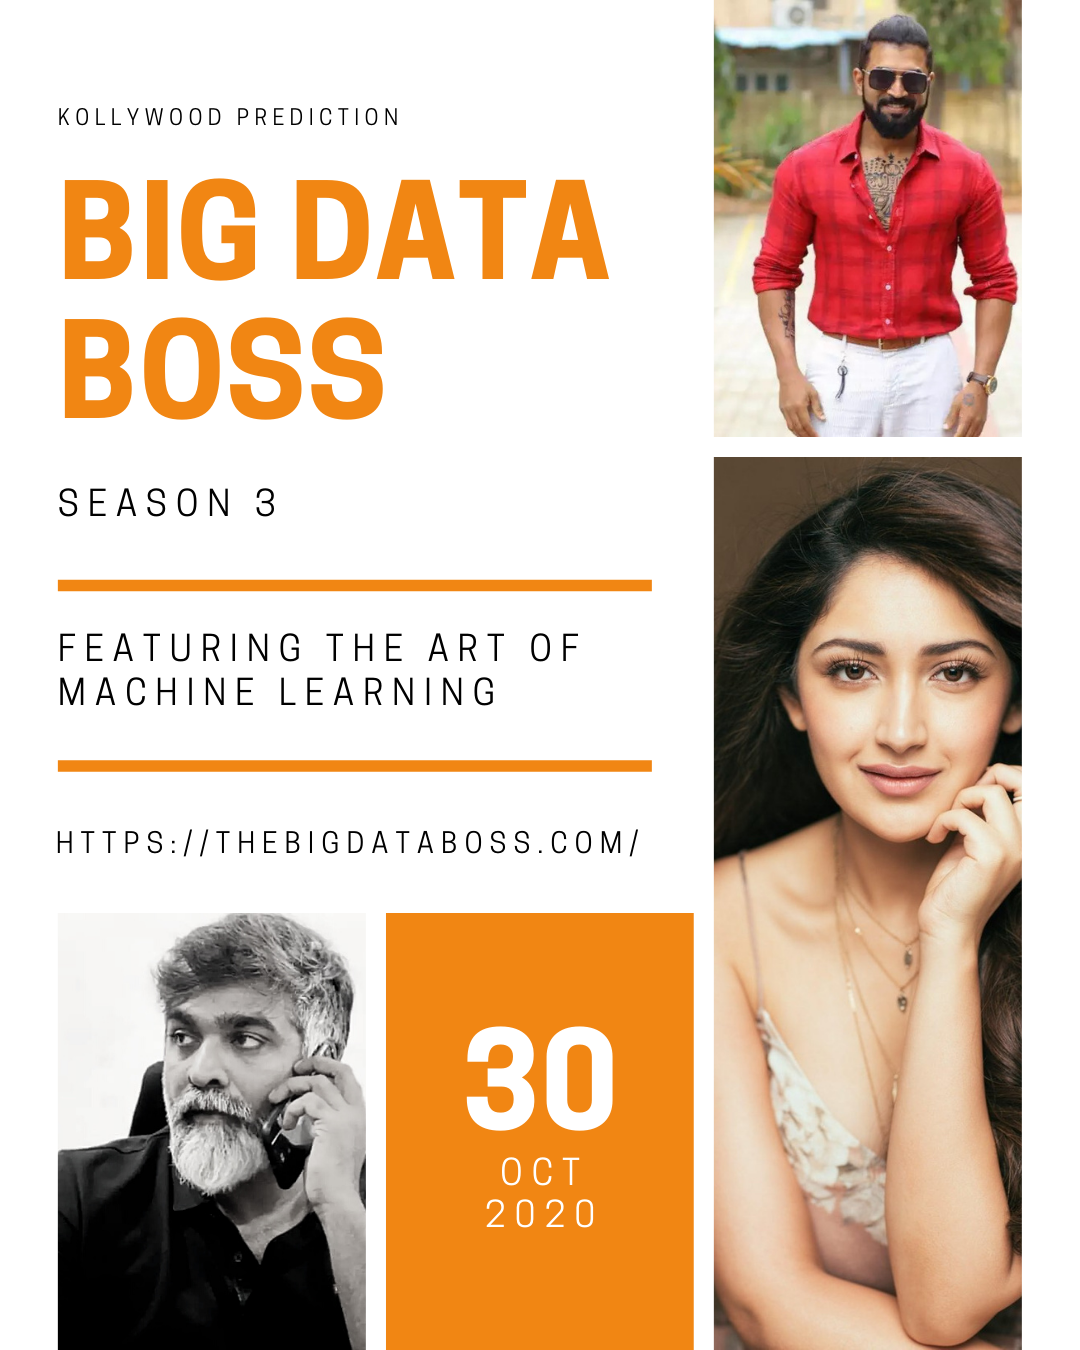 KOLLYWOOD PREDICTION
BIG DATA
BOSS
SEASON 3
FEATURING THE ART OF
MACHINE LEARNING
HTTPS://THEBIGDATABOSS.COM/
30
OCT
2020